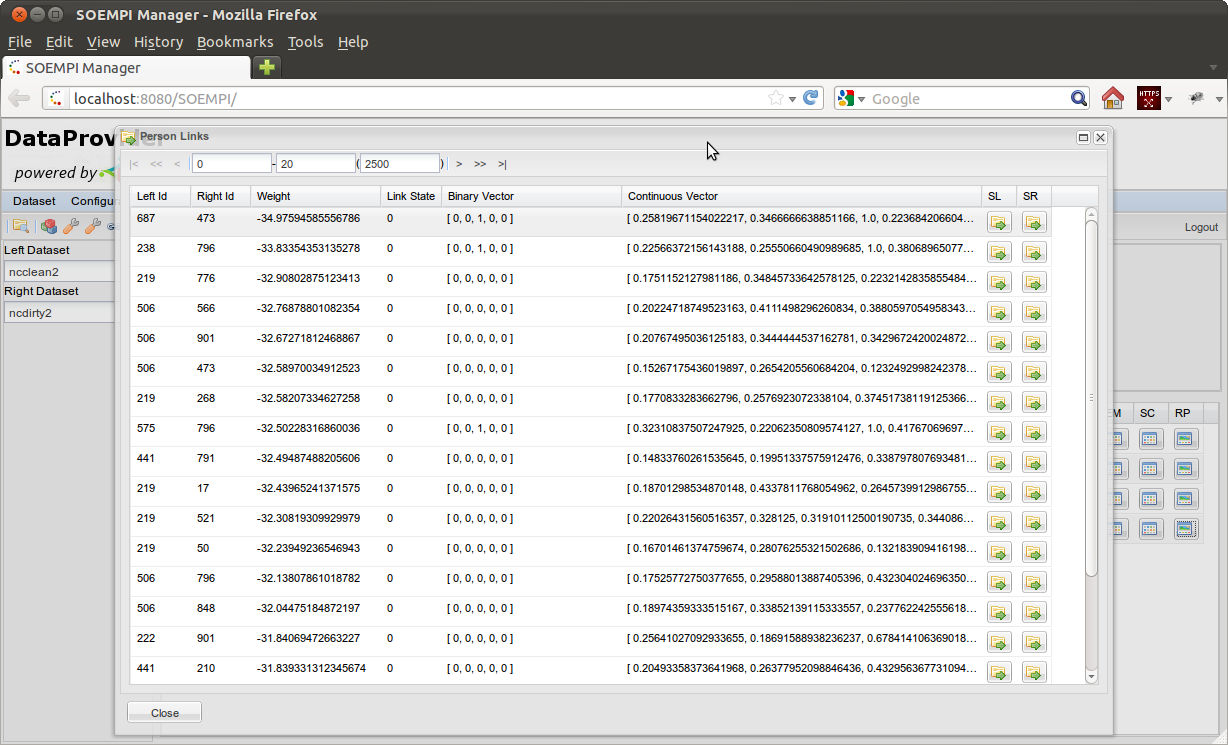 SOEMPI Manager - Mozilla Firefox
File Edit View History Bookmarks Tools Help
SOEMPI Manager
localhost:8080/SOEMPI/
Google
HTTPS
DataProvider
powered by
Dataset Configu
Logout
Left Dataset
ncclean2
Right Dataset
ncdirty2
Person Links
|< << < 0 - 20 ( 2500 ) > >> >|
Left Id Right Id Weight Link State Binary Vector Continuous Vector SL SR
687 473 -34.97594585556786 0 [ 0, 0, 1, 0, 0 ] [ 0.25819671154022217, 0.3466666638851166, 1.0, 0.223684206604...
238 796 -33.83354353135278 0 [ 0, 0, 1, 0, 0 ] [ 0.22566372156143188, 0.25550660490989685, 1.0, 0.38068965077...
219 776 -32.90802875123413 0 [ 0, 0, 0, 0, 0 ] [ 0.1751152127981186, 0.34845733642578125, 0.2232142835855484...
506 566 -32.76878801082354 0 [ 0, 0, 0, 0, 0 ] [ 0.20224718749523163, 0.4111498296260834, 0.3880597054958343...
506 901 -32.67271812468867 0 [ 0, 0, 0, 0, 0 ] [ 0.20767495036125183, 0.3444444537162781, 0.3429672420024872...
506 473 -32.58970034912523 0 [ 0, 0, 0, 0, 0 ] [ 0.15267175436019897, 0.2654205560684204, 0.1232492998242378...
219 268 -32.58207334627258 0 [ 0, 0, 0, 0, 0 ] [ 0.1770833283662796, 0.2576923072338104, 0.37451738119125366...
575 796 -32.50228316860036 0 [ 0, 0, 1, 0, 0 ] [ 0.32310837507247925, 0.22062350809574127, 1.0, 0.41767069697...
441 791 -32.49487488205606 0 [ 0, 0, 0, 0, 0 ] [ 0.14833760261535645, 0.19951337575912476, 0.338797807693481...
219 17 -32.43965241371575 0 [ 0, 0, 0, 0, 0 ] [ 0.18701298534870148, 0.4337811768054962, 0.2645739912986755...
219 521 -32.30819309929979 0 [ 0, 0, 0, 0, 0 ] [ 0.22026431560516357, 0.328125, 0.31910112500190735, 0.344086...
219 50 -32.23949236546943 0 [ 0, 0, 0, 0, 0 ] [ 0.16701461374759674, 0.28076255321502686, 0.132183909416198...
506 796 -32.13807861018782 0 [ 0, 0, 0, 0, 0 ] [ 0.17525772750377655, 0.29588013887405396, 0.432304024696350...
506 848 -32.04475184872197 0 [ 0, 0, 0, 0, 0 ] [ 0.18974359333515167, 0.33852139115333557, 0.237762242555618...
222 901 -31.84069472663227 0 [ 0, 0, 0, 0, 0 ] [ 0.25641027092933655, 0.18691588938236237, 0.678414106369018...
441 210 -31.839331312345674 0 [ 0, 0, 0, 0, 0 ] [ 0.20493358373641968, 0.26377952098846436, 0.432956367731094...
M SC RP
Close